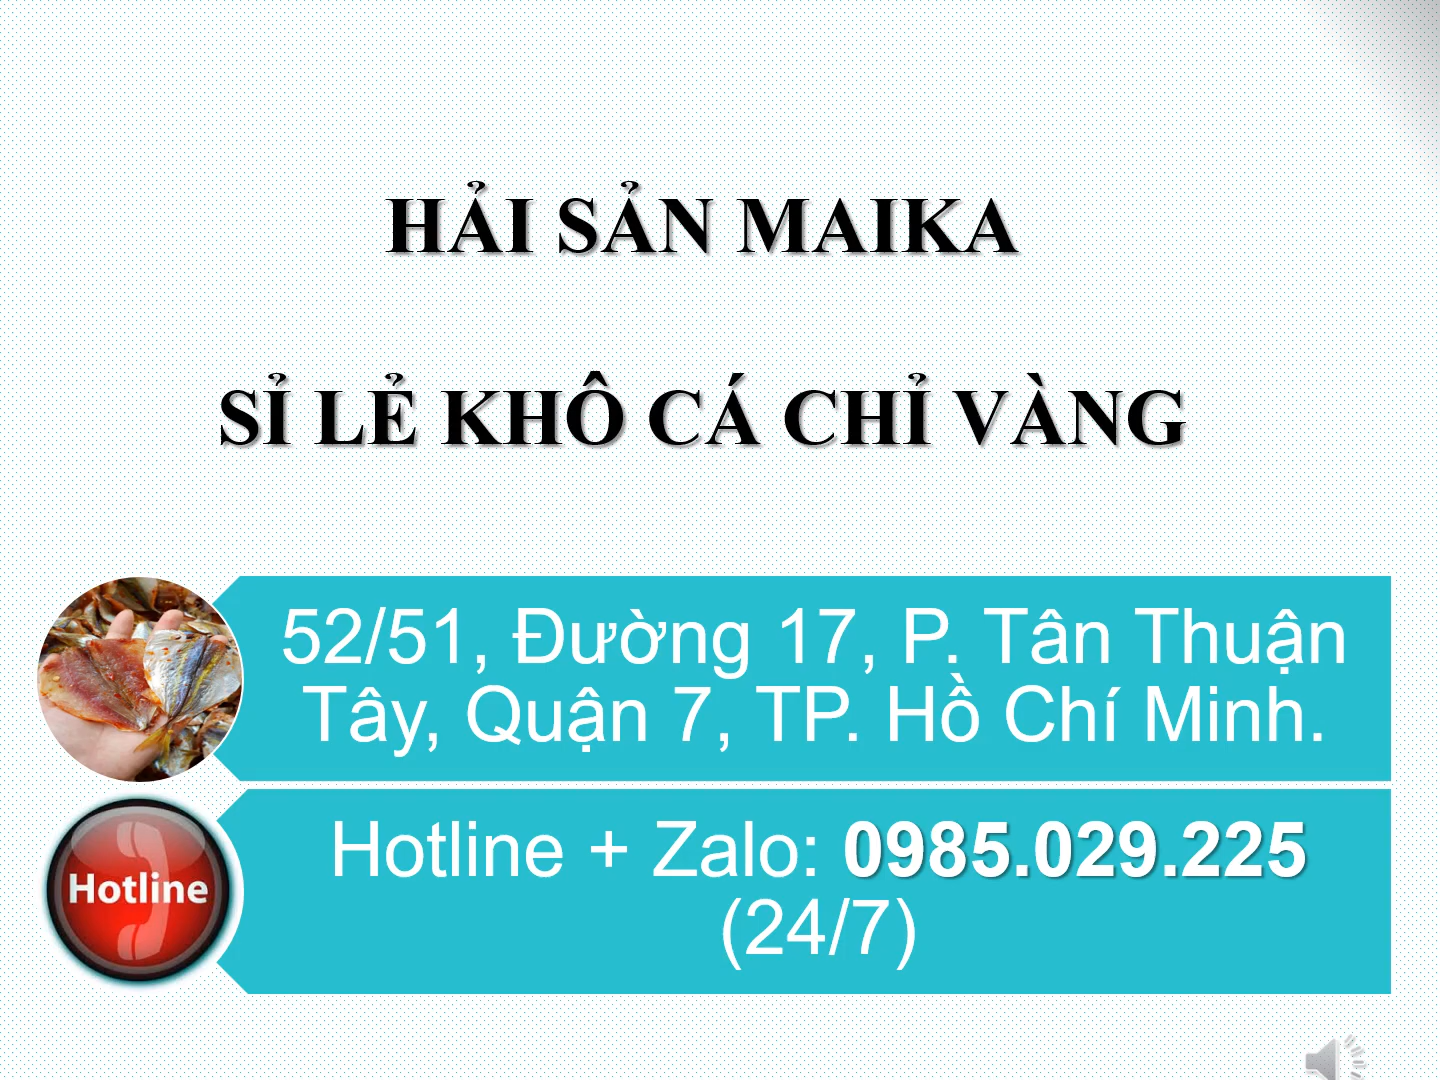 HẢI SẢN MAIKA
SỈ LẺ KHÔ CÁ CHỈ VÀNG
52/51, Đường 17, P. Tân Thuận
Tây, Quận 7, TP. Hồ Chí Minh.
Hotline
Hotline + Zalo: 0985.029.225
(24/7)